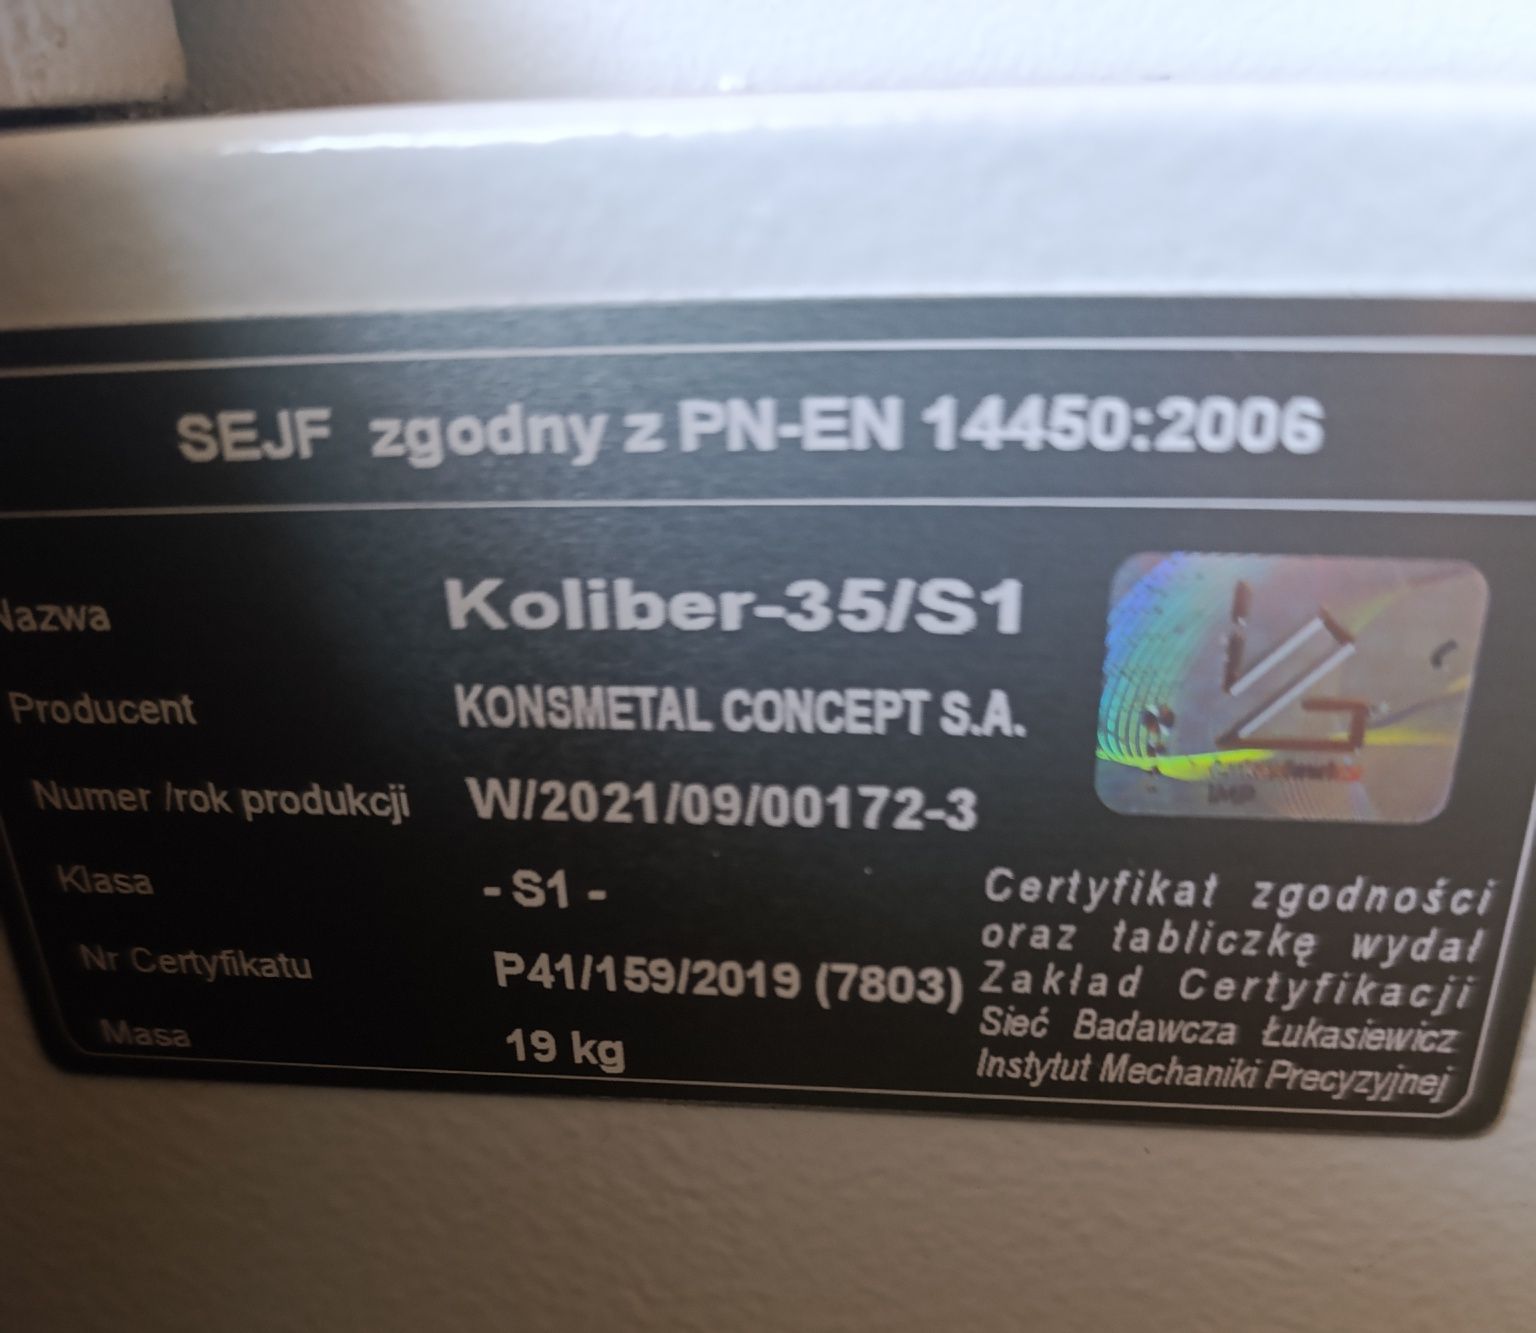 SEJF zgodny z PN-EN 14450:2006
Nazwa Koliber-35/S1
Producent KONSMETAL CONCEPT S.A.
Numer /rok produkcji W/2021/09/00172-3
Klasa - S1 -
Nr Certyfikatu P41/159/2019 (7803)
Masa 19 kg
IMP
Certyfikat zgodności
oraz tabliczkę wydał
Zakład Certyfikacji
Sieć Badawcza Łukasiewicz
Instytut Mechaniki Precyzyjnej